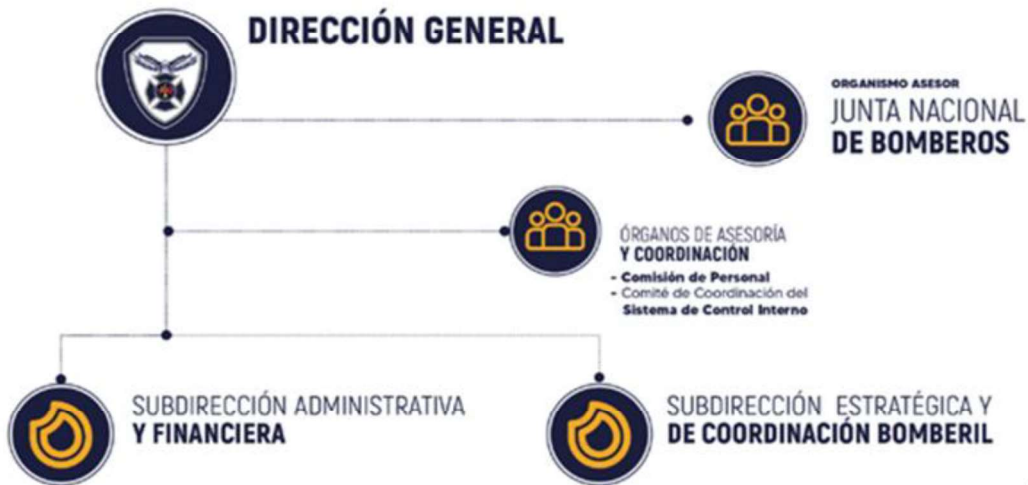 DIRECCIÓN GENERAL
ORGANISMO ASESOR
JUNTA NACIONAL
DE BOMBEROS
ÓRGANOS DE ASESORÍA
Y COORDINACIÓN
- Comisión de Personal
- Comité de Coordinación del
Sistema de Control Interno
SUBDIRECCIÓN ADMINISTRATIVA
Y FINANCIERA
SUBDIRECCIÓN ESTRATÉGICA Y
DE COORDINACIÓN BOMBERIL